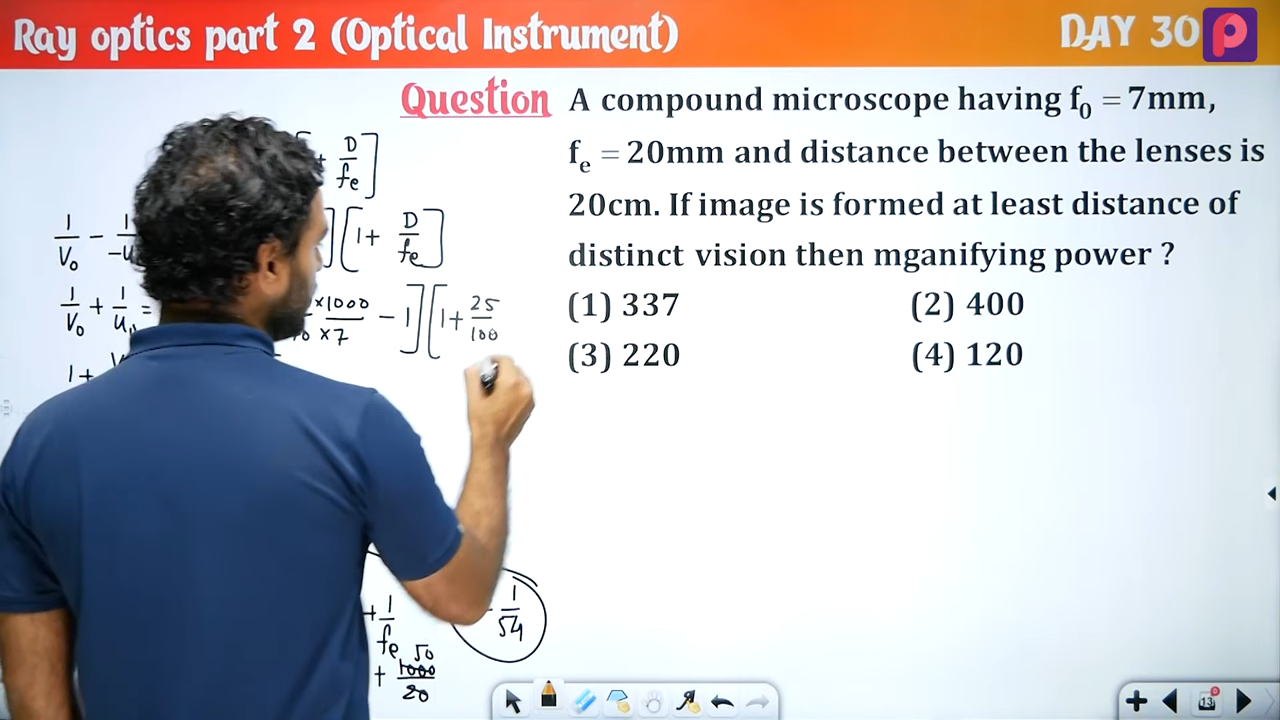 Ray optics part 2 (Optical Instrument)
DAY 30
Question A compound microscope having f₀ = 7mm,
fₑ = 20mm and distance between the lenses is
20cm. If image is formed at least distance of
distinct vision then mganifying power ?
(1) 337 (2) 400
(3) 220 (4) 120
+ D/fₑ ]
1/V₀ - 1/-u ] [ 1+ D/fₑ ]
1/V₀ + 1/u₀ = ×1000/×7 - 1 ] [ 1+ 25/100
1+
- 1/54
+ 1/fₑ
50
+ 1000/20
13